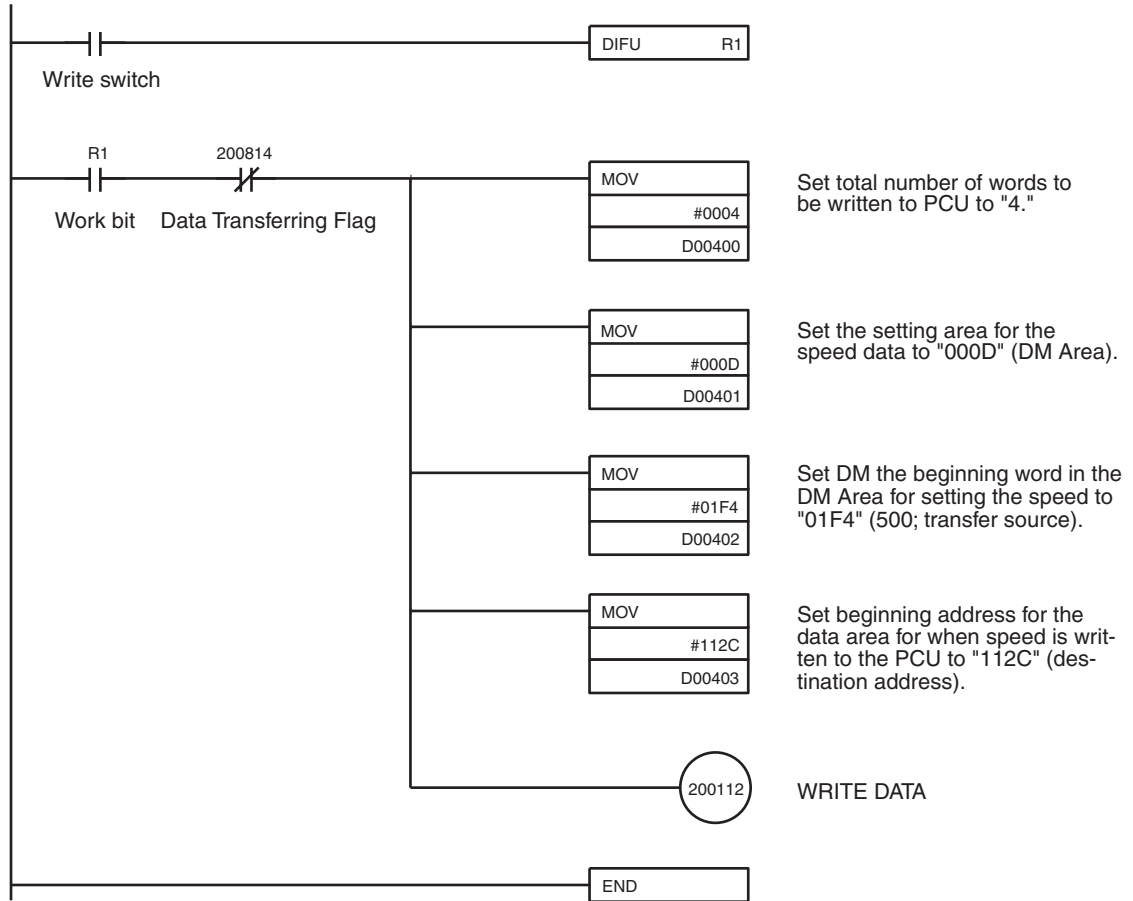 DIFU R1
Write switch
R1 200814
Work bit Data Transferring Flag
MOV
#0004
D00400
Set total number of words to
be written to PCU to "4."
MOV
#000D
D00401
Set the setting area for the
speed data to "000D" (DM Area).
MOV
#01F4
D00402
Set DM the beginning word in the
DM Area for setting the speed to
"01F4" (500; transfer source).
MOV
#112C
D00403
Set beginning address for the
data area for when speed is writ-
ten to the PCU to "112C" (des-
tination address).
200112 WRITE DATA
END